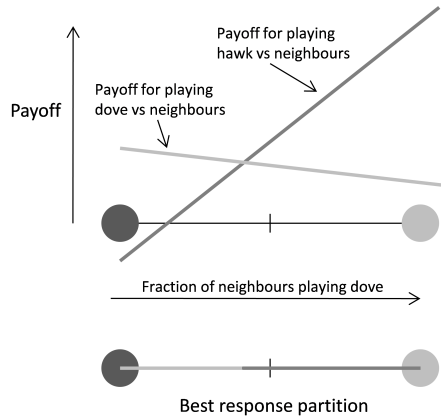 Payoff for playing
hawk vs neighbours
Payoff for playing
dove vs neighbours
Payoff
Fraction of neighbours playing dove
Best response partition